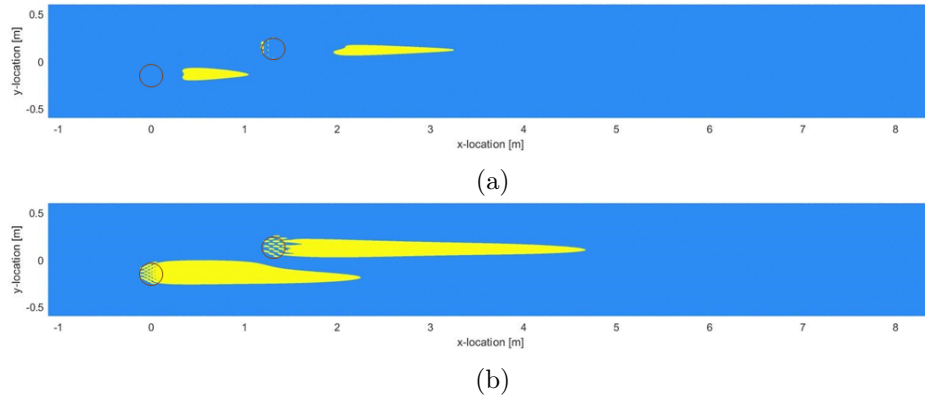 0.5
0
-0.5
y-location [m]
-1 0 1 2 3 4 5 6 7 8
x-location [m]
(a)
0.5
0
-0.5
y-location [m]
-1 0 1 2 3 4 5 6 7 8
x-location [m]
(b)